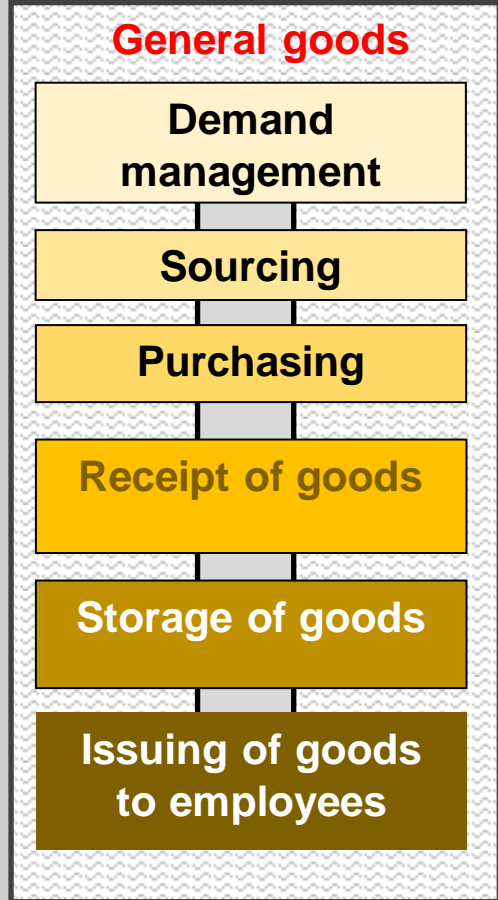 General goods
Demand
management
Sourcing
Purchasing
Receipt of goods
Storage of goods
Issuing of goods
to employees